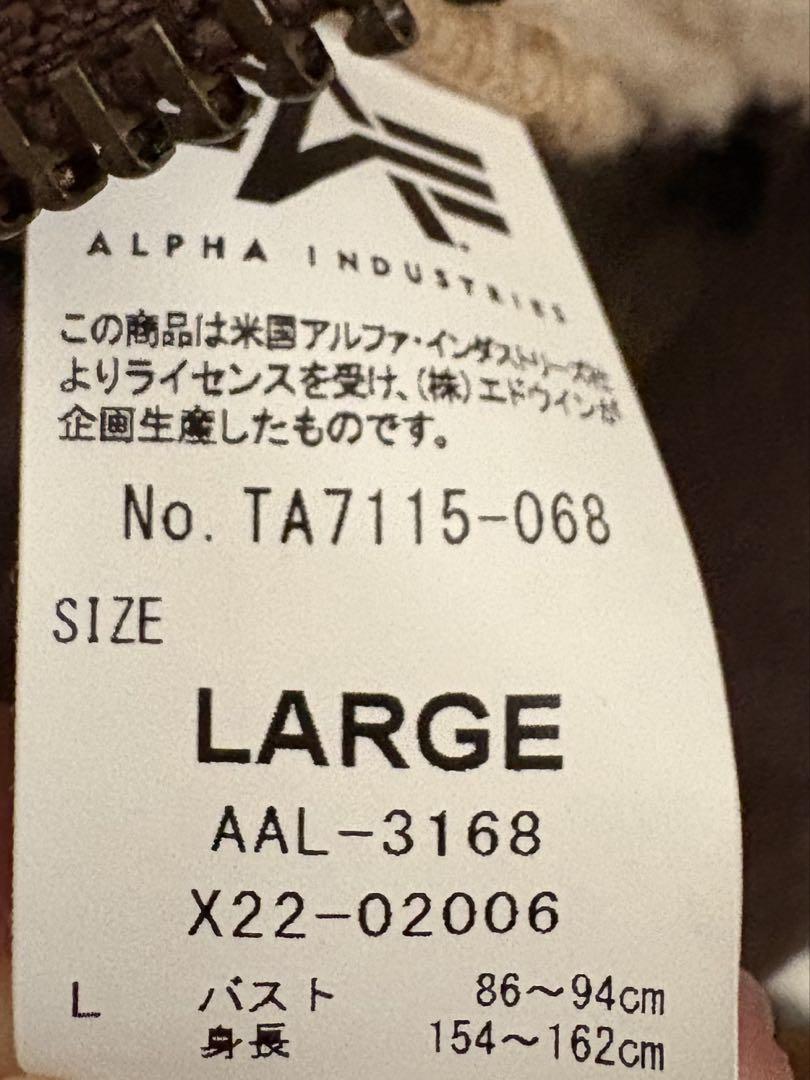 ALPHA INDUSTRIES
この商品は米国アルファ・インダストリーズ社
よりライセンスを受け、(株)エドウインが
企画生産したものです。
No. TA7115-068
SIZE
LARGE
AAL-3168
X22-02006
L バスト 86~94cm
身長 154~162cm